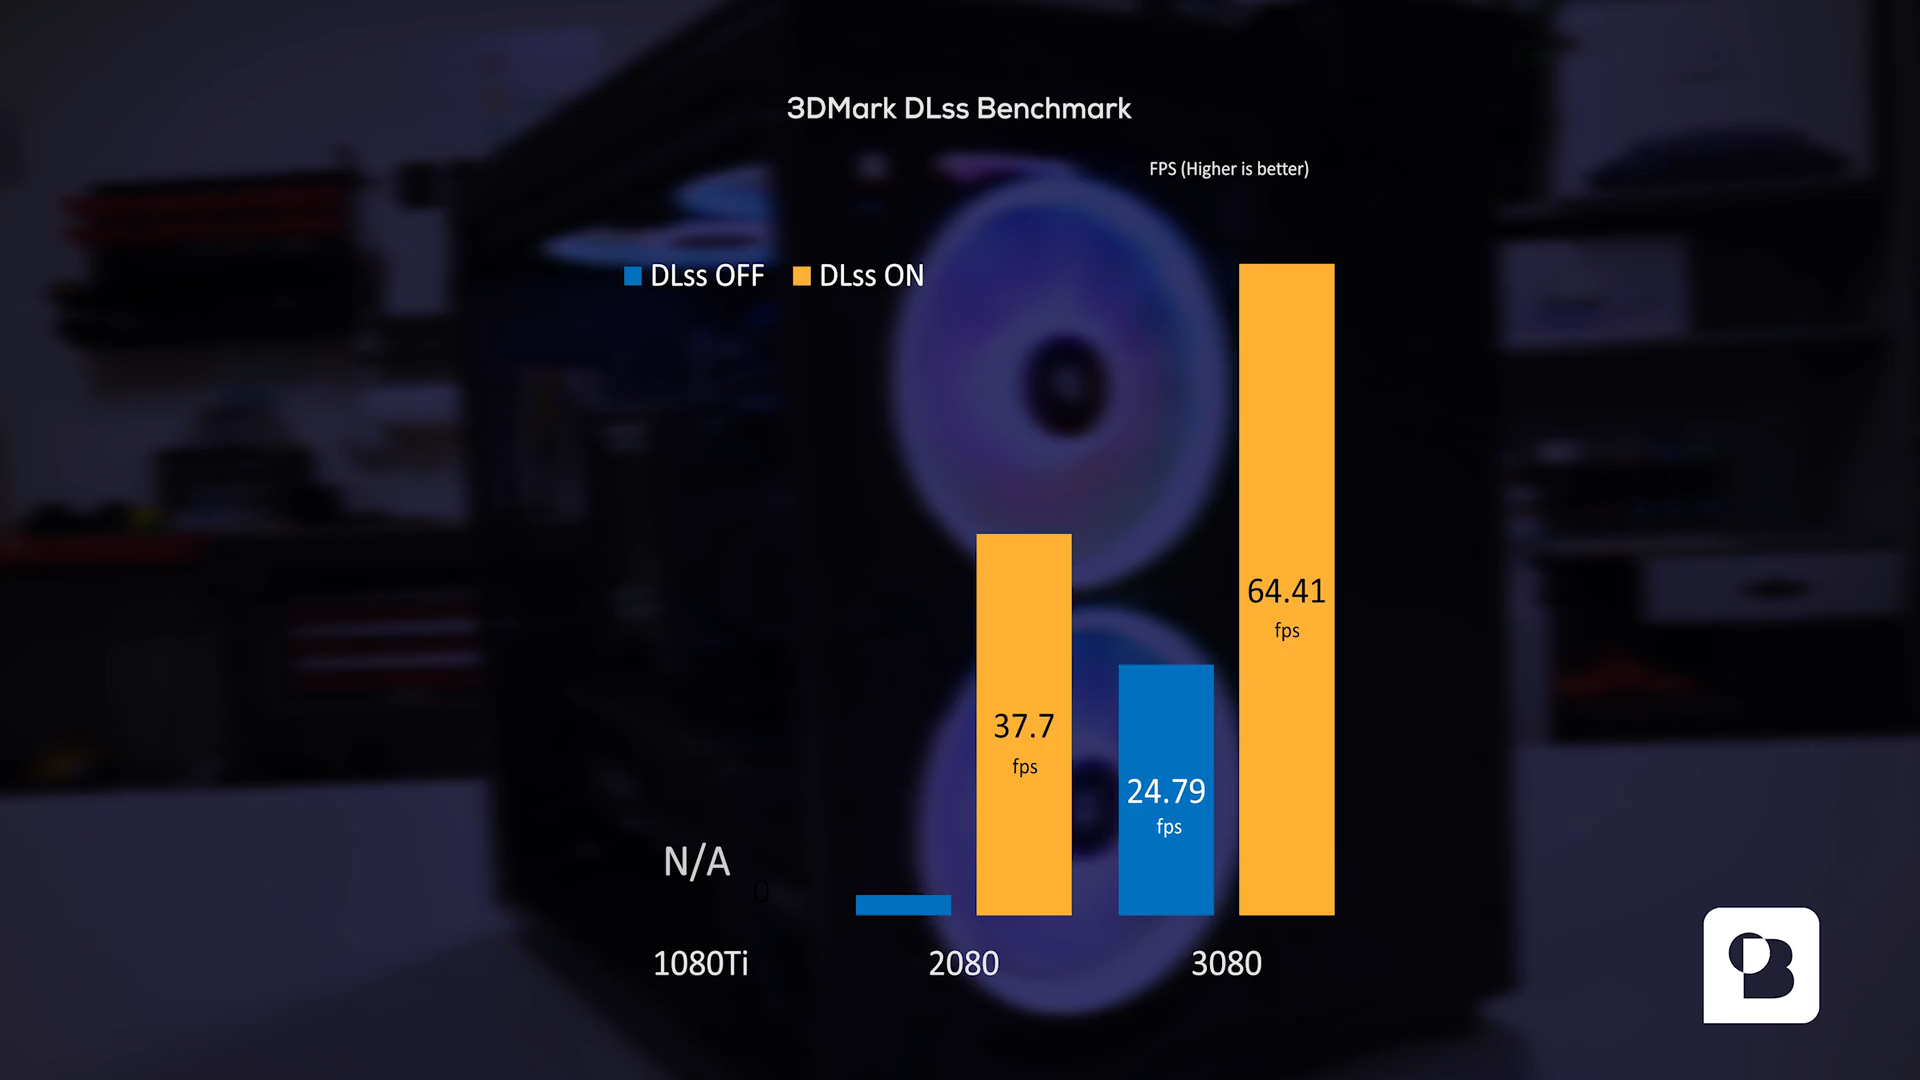 3DMark DLss Benchmark
FPS (Higher is better)
DLss OFF DLss ON
64.41
fps
37.7
fps
24.79
fps
N/A
0
1080Ti 2080 3080